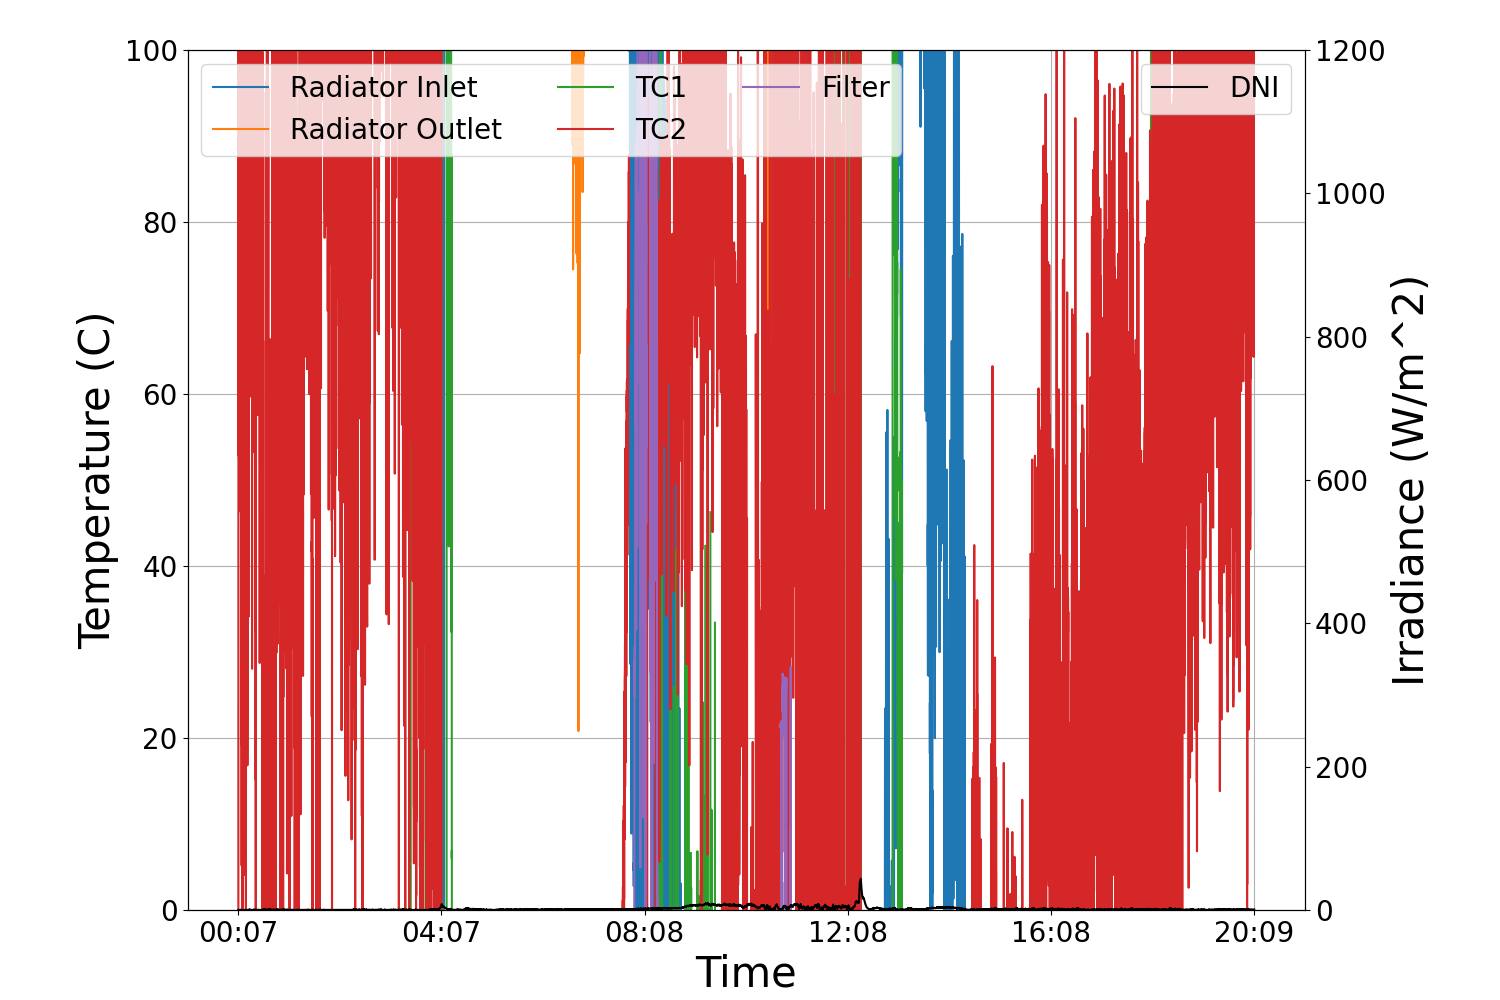 100
80
60
40
20
0
Temperature (C)
Radiator Inlet
Radiator Outlet
TC1
TC2
Filter
DNI
1200
1000
800
600
400
200
0
Irradiance (W/m^2)
00:07
04:07
08:08
12:08
16:08
20:09
Time